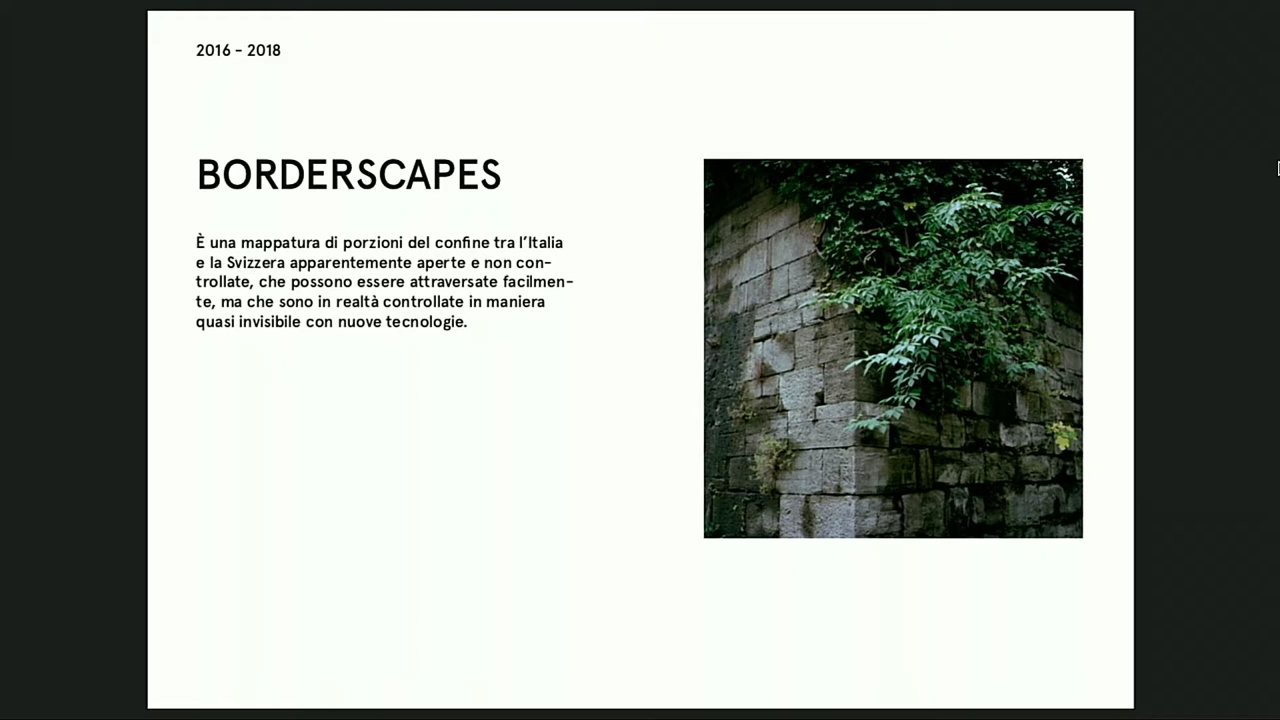 2016 – 2018
BORDERSCAPES
È una mappatura di porzioni del confine tra l’Italia
e la Svizzera apparentemente aperte e non con-
trollate, che possono essere attraversate facilmen-
te, ma che sono in realtà controllate in maniera
quasi invisibile con nuove tecnologie.